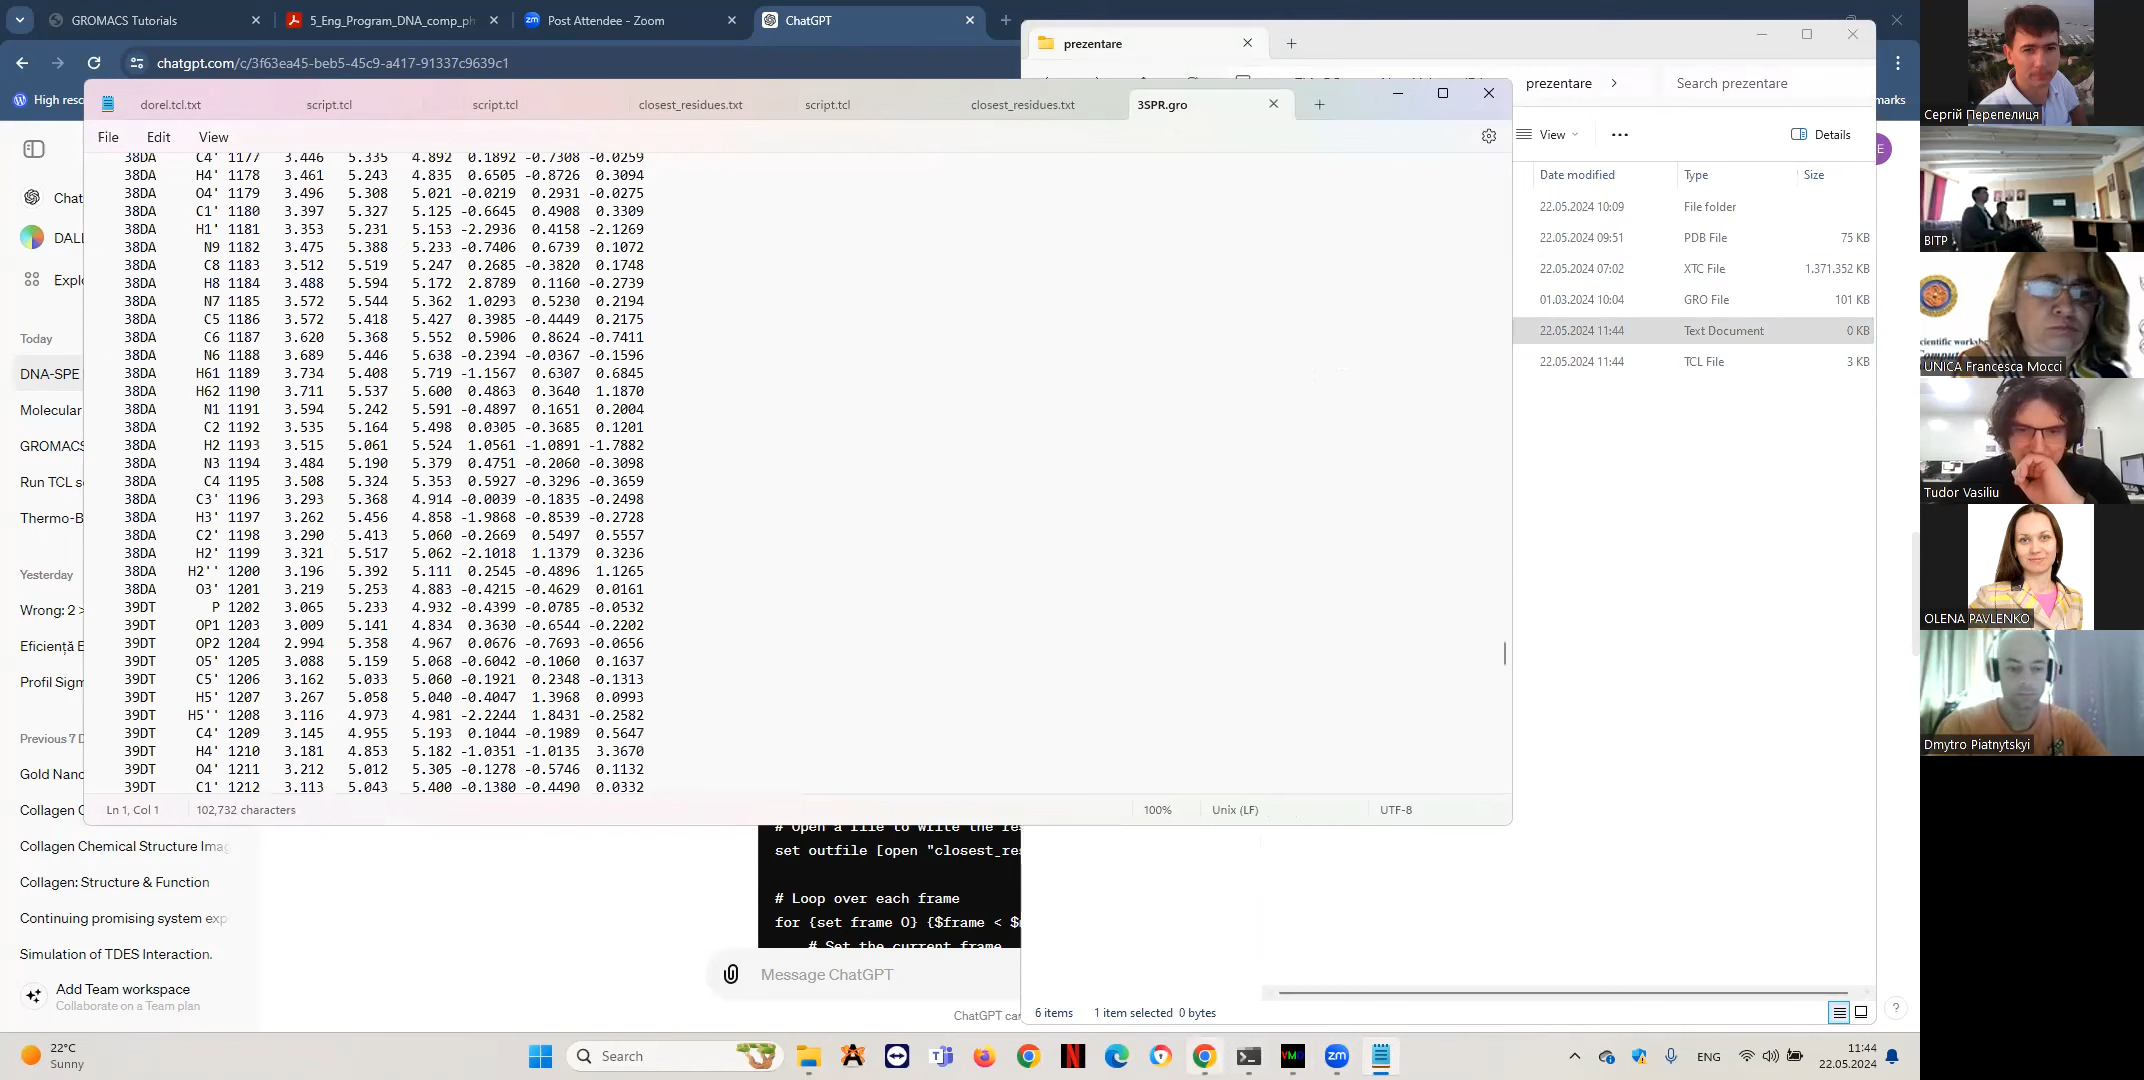 GROMACS Tutorials
5_Eng_Program_DNA_comp_ph
Post Attendee - Zoom
ChatGPT
chatgpt.com/c/3f63ea45-beb5-45c9-a417-91337c9639c1
High reso
marks
prezentare
prezentare
Search prezentare
View
Details
Date modified Type Size
22.05.2024 10:09 File folder
22.05.2024 09:51 PDB File 75 KB
22.05.2024 07:02 XTC File 1.371.352 KB
01.03.2024 10:04 GRO File 101 KB
22.05.2024 11:44 Text Document 0 KB
22.05.2024 11:44 TCL File 3 KB
6 items 1 item selected 0 bytes
dorel.tcl.txt
script.tcl
script.tcl
closest_residues.txt
script.tcl
closest_residues.txt
3SPR.gro
File Edit View
38DA C4' 1177 3.446 5.335 4.892 0.1892 -0.7308 -0.0259
38DA H4' 1178 3.461 5.243 4.835 0.6505 -0.8726 0.3094
38DA O4' 1179 3.496 5.308 5.021 -0.0219 0.2931 -0.0275
38DA C1' 1180 3.397 5.327 5.125 -0.6645 0.4908 0.3309
38DA H1' 1181 3.353 5.231 5.153 -2.2936 0.4158 -2.1269
38DA N9 1182 3.475 5.388 5.233 -0.7406 0.6739 0.1072
38DA C8 1183 3.512 5.519 5.247 0.2685 -0.3820 0.1748
38DA H8 1184 3.488 5.594 5.172 2.8789 0.1160 -0.2739
38DA N7 1185 3.572 5.544 5.362 1.0293 0.5230 0.2194
38DA C5 1186 3.572 5.418 5.427 0.3985 -0.4449 0.2175
38DA C6 1187 3.620 5.368 5.552 0.5906 0.8624 -0.7411
38DA N6 1188 3.689 5.446 5.638 -0.2394 -0.0367 -0.1596
38DA H61 1189 3.734 5.408 5.719 -1.1567 0.6307 0.6845
38DA H62 1190 3.711 5.537 5.600 0.4863 0.3640 1.1870
38DA N1 1191 3.594 5.242 5.591 -0.4897 0.1651 0.2004
38DA C2 1192 3.535 5.164 5.498 0.0305 -0.3685 0.1201
38DA H2 1193 3.515 5.061 5.524 1.0561 -1.0891 -1.7882
38DA N3 1194 3.484 5.190 5.379 0.4751 -0.2060 -0.3098
38DA C4 1195 3.508 5.324 5.353 0.5927 -0.3296 -0.3659
38DA C3' 1196 3.293 5.368 4.914 -0.0039 -0.1835 -0.2498
38DA H3' 1197 3.262 5.456 4.858 -1.9868 -0.8539 -0.2728
38DA C2' 1198 3.290 5.413 5.060 -0.2669 0.5497 0.5557
38DA H2' 1199 3.321 5.517 5.062 -2.1018 1.1379 0.3236
38DA H2'' 1200 3.196 5.392 5.111 0.2545 -0.4896 1.1265
38DA O3' 1201 3.219 5.253 4.883 -0.4215 -0.4629 0.0161
39DT P 1202 3.065 5.233 4.932 -0.4399 -0.0785 -0.0532
39DT OP1 1203 3.009 5.141 4.834 0.3630 -0.6544 -0.2202
39DT OP2 1204 2.994 5.358 4.967 0.0676 -0.7693 -0.0656
39DT O5' 1205 3.088 5.159 5.068 -0.6042 -0.1060 0.1637
39DT C5' 1206 3.162 5.033 5.060 -0.1921 0.2348 -0.1313
39DT H5' 1207 3.267 5.058 5.040 -0.4047 1.3968 0.0993
39DT H5'' 1208 3.116 4.973 4.981 -2.2244 1.8431 -0.2582
39DT C4' 1209 3.145 4.955 5.193 0.1044 -0.1989 0.5647
39DT H4' 1210 3.181 4.853 5.182 -1.0351 -1.0135 3.3670
39DT O4' 1211 3.212 5.012 5.305 -0.1278 -0.5746 0.1132
39DT C1' 1212 3.113 5.043 5.400 -0.1380 -0.4490 0.0332
Ln 1, Col 1 102,732 characters 100% Unix (LF) UTF-8
Chat
DALL
Explo
Today
DNA-SPE
Molecular
GROMACS
Run TCL s
Thermo-B
Yesterday
Wrong: 2 >
Eficiență E
Profil Sigm
Previous 7 D
Gold Nano
Collagen C
Collagen Chemical Structure Imag
Collagen: Structure & Function
Continuing promising system exp
Simulation of TDES Interaction.
Add Team workspace
Collaborate on a Team plan
# Open a file to write the res
set outfile [open "closest_res
# Loop over each frame
for {set frame 0} {$frame < $n
# Set the current frame
Message ChatGPT
ChatGPT can
E
?
Сергій Перепелиця
BITP
cientific worksh
Comput
UNICA Francesca Mocci
Tudor Vasiliu
OLENA PAVLENKO
Dmytro Piatnytskyi
22°C
Sunny
Search
VMD
zm
ENG
11:44
22.05.2024